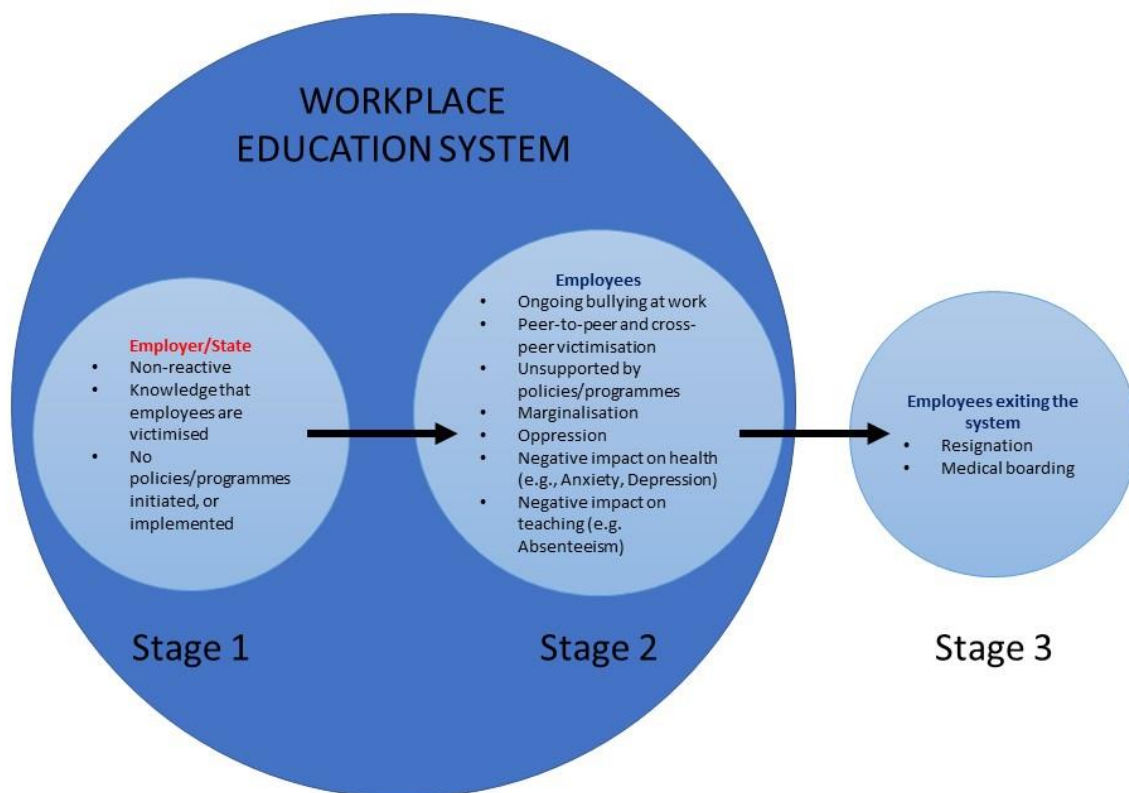 WORKPLACE
EDUCATION SYSTEM
Employer/State
• Non-reactive
• Knowledge that
employees are
victimised
• No
policies/programmes
initiated, or
implemented
Stage 1
Employees
• Ongoing bullying at work
• Peer-to-peer and cross-
peer victimisation
• Unsupported by
policies/programmes
• Marginalisation
• Oppression
• Negative impact on health
(e.g., Anxiety, Depression)
• Negative impact on
teaching (e.g.
Absenteeism)
Stage 2
Employees exiting the
system
• Resignation
• Medical boarding
Stage 3